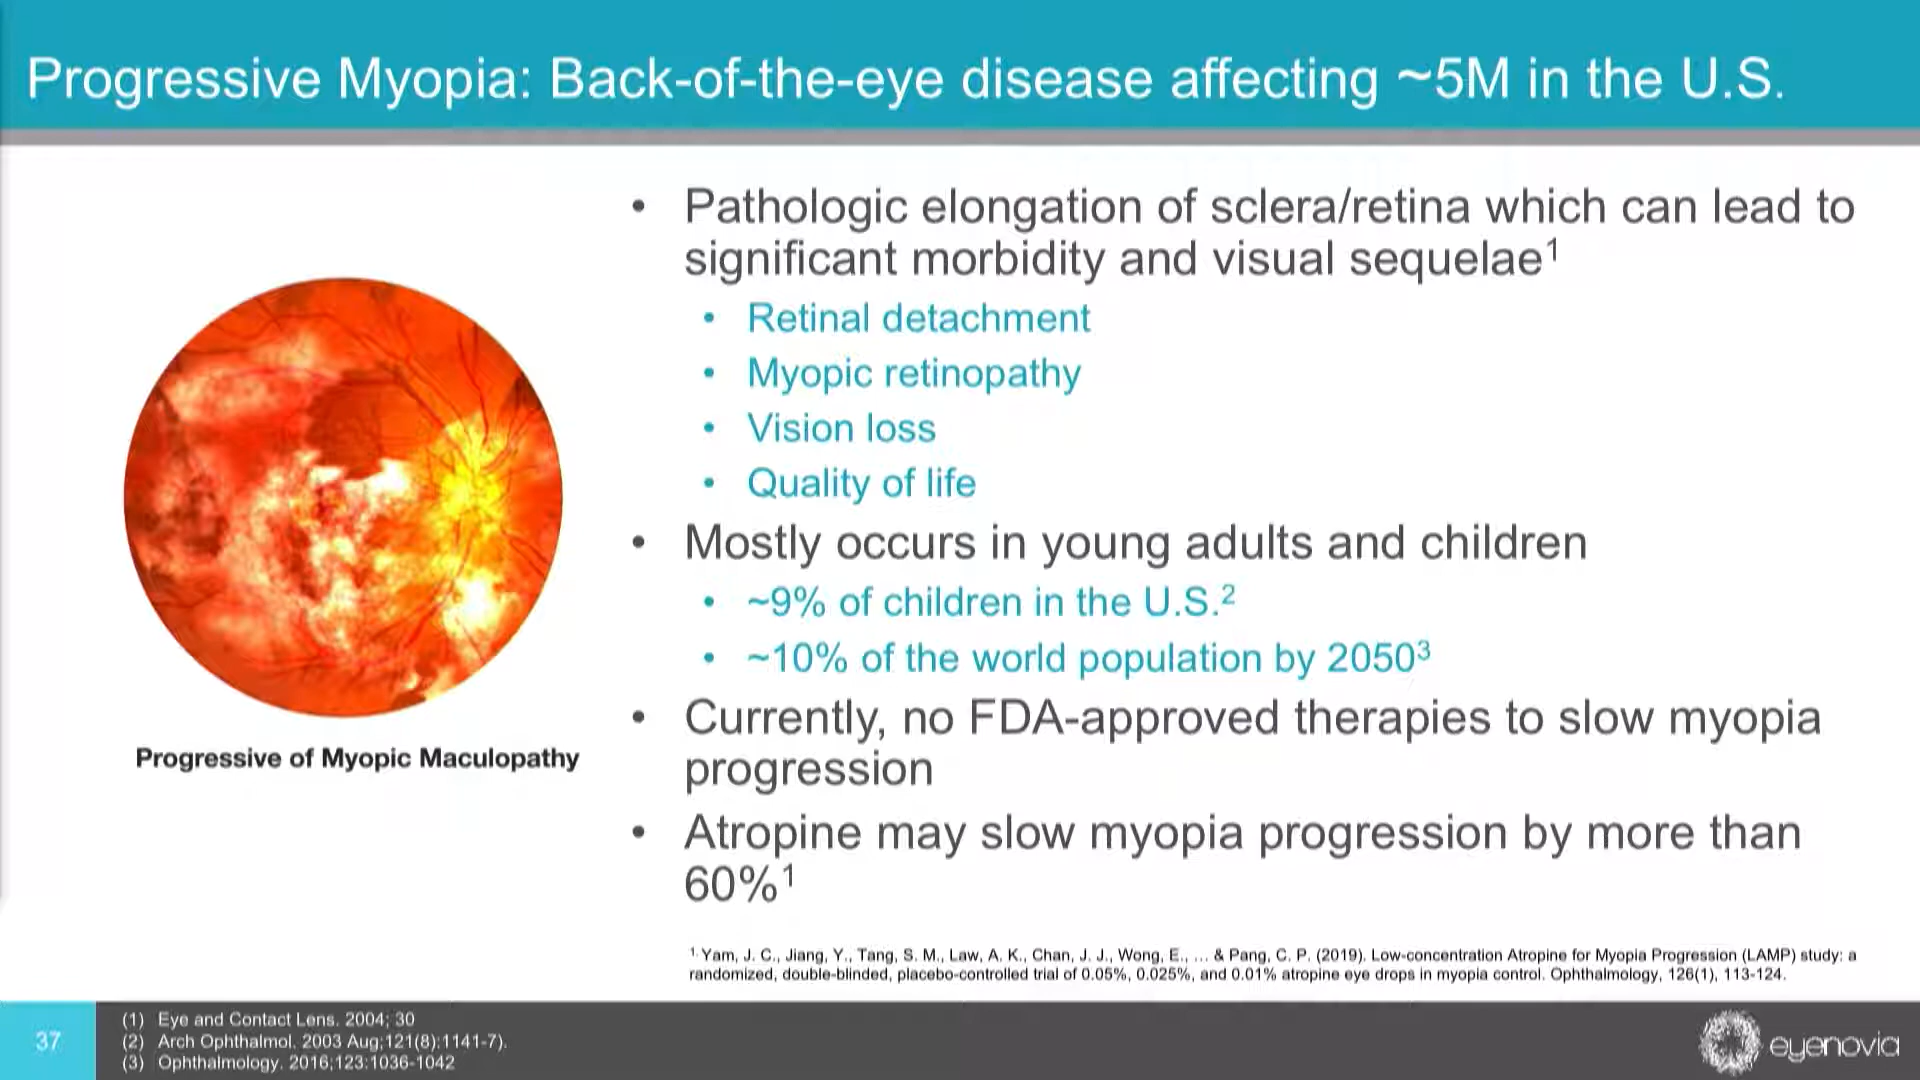 Progressive Myopia: Back-of-the-eye disease affecting ~5M in the U.S.
• Pathologic elongation of sclera/retina which can lead to
significant morbidity and visual sequelae¹
• Retinal detachment
• Myopic retinopathy
• Vision loss
• Quality of life
• Mostly occurs in young adults and children
• ~9% of children in the U.S.²
• ~10% of the world population by 2050³
• Currently, no FDA-approved therapies to slow myopia
progression
• Atropine may slow myopia progression by more than
60%¹
Progressive of Myopic Maculopathy
¹· Yam, J. C., Jiang, Y., Tang, S. M., Law, A. K., Chan, J. J., Wong, E., ... & Pang, C. P. (2019). Low-concentration Atropine for Myopia Progression (LAMP) study: a
randomized, double-blinded, placebo-controlled trial of 0.05%, 0.025%, and 0.01% atropine eye drops in myopia control. Ophthalmology, 126(1), 113-124.
37
(1) Eye and Contact Lens. 2004; 30
(2) Arch Ophthalmol. 2003 Aug;121(8):1141-7).
(3) Ophthalmology. 2016;123:1036-1042
eyenovia